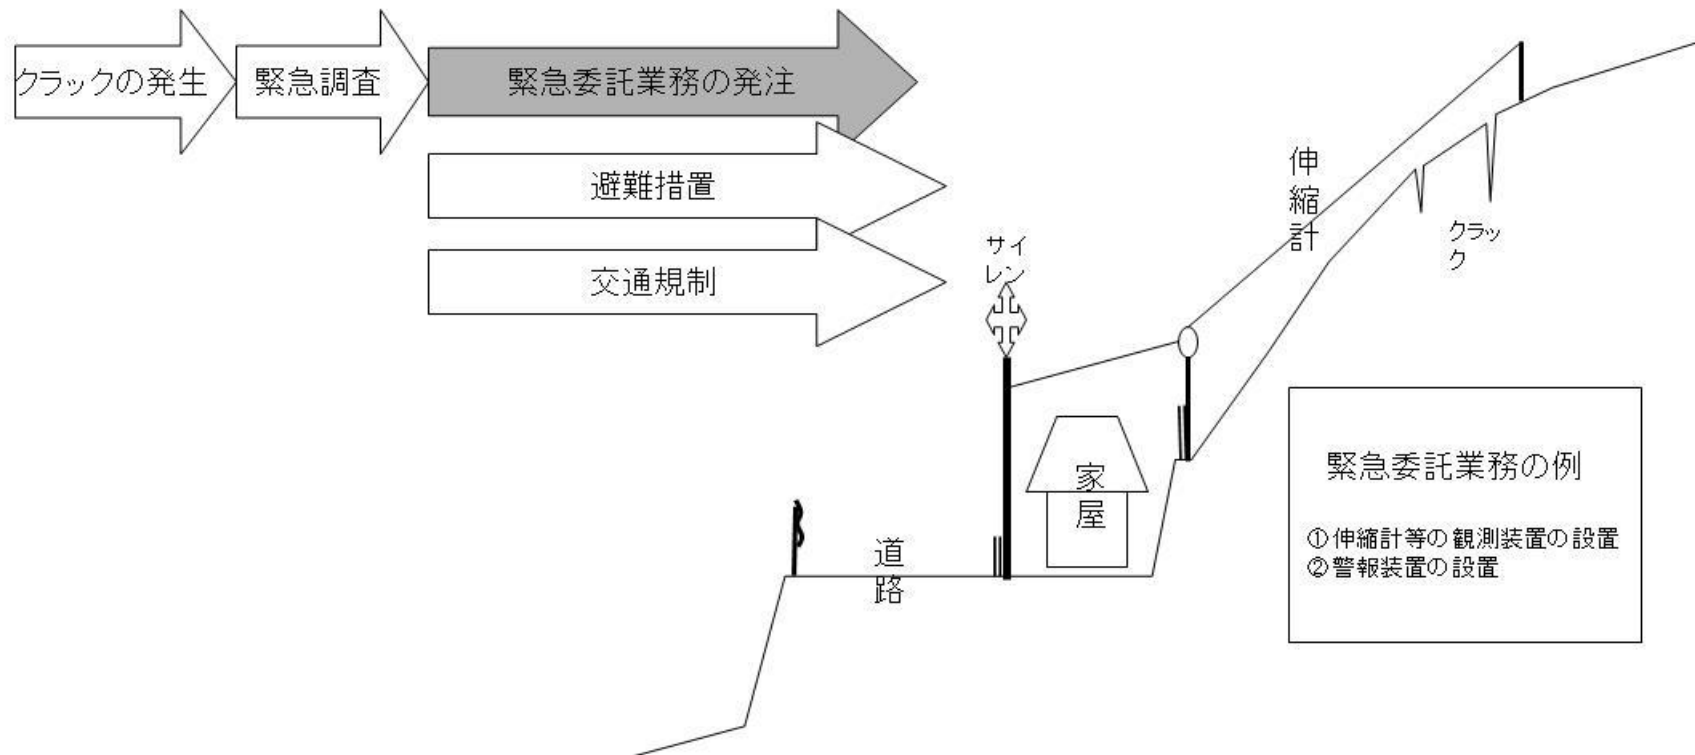 クラックの発生
緊急調査
緊急委託業務の発注
避難措置
交通規制
サイ
レン
伸
縮
計
クラッ
ク
家
屋
道
路
緊急委託業務の例
①伸縮計等の観測装置の設置
②警報装置の設置